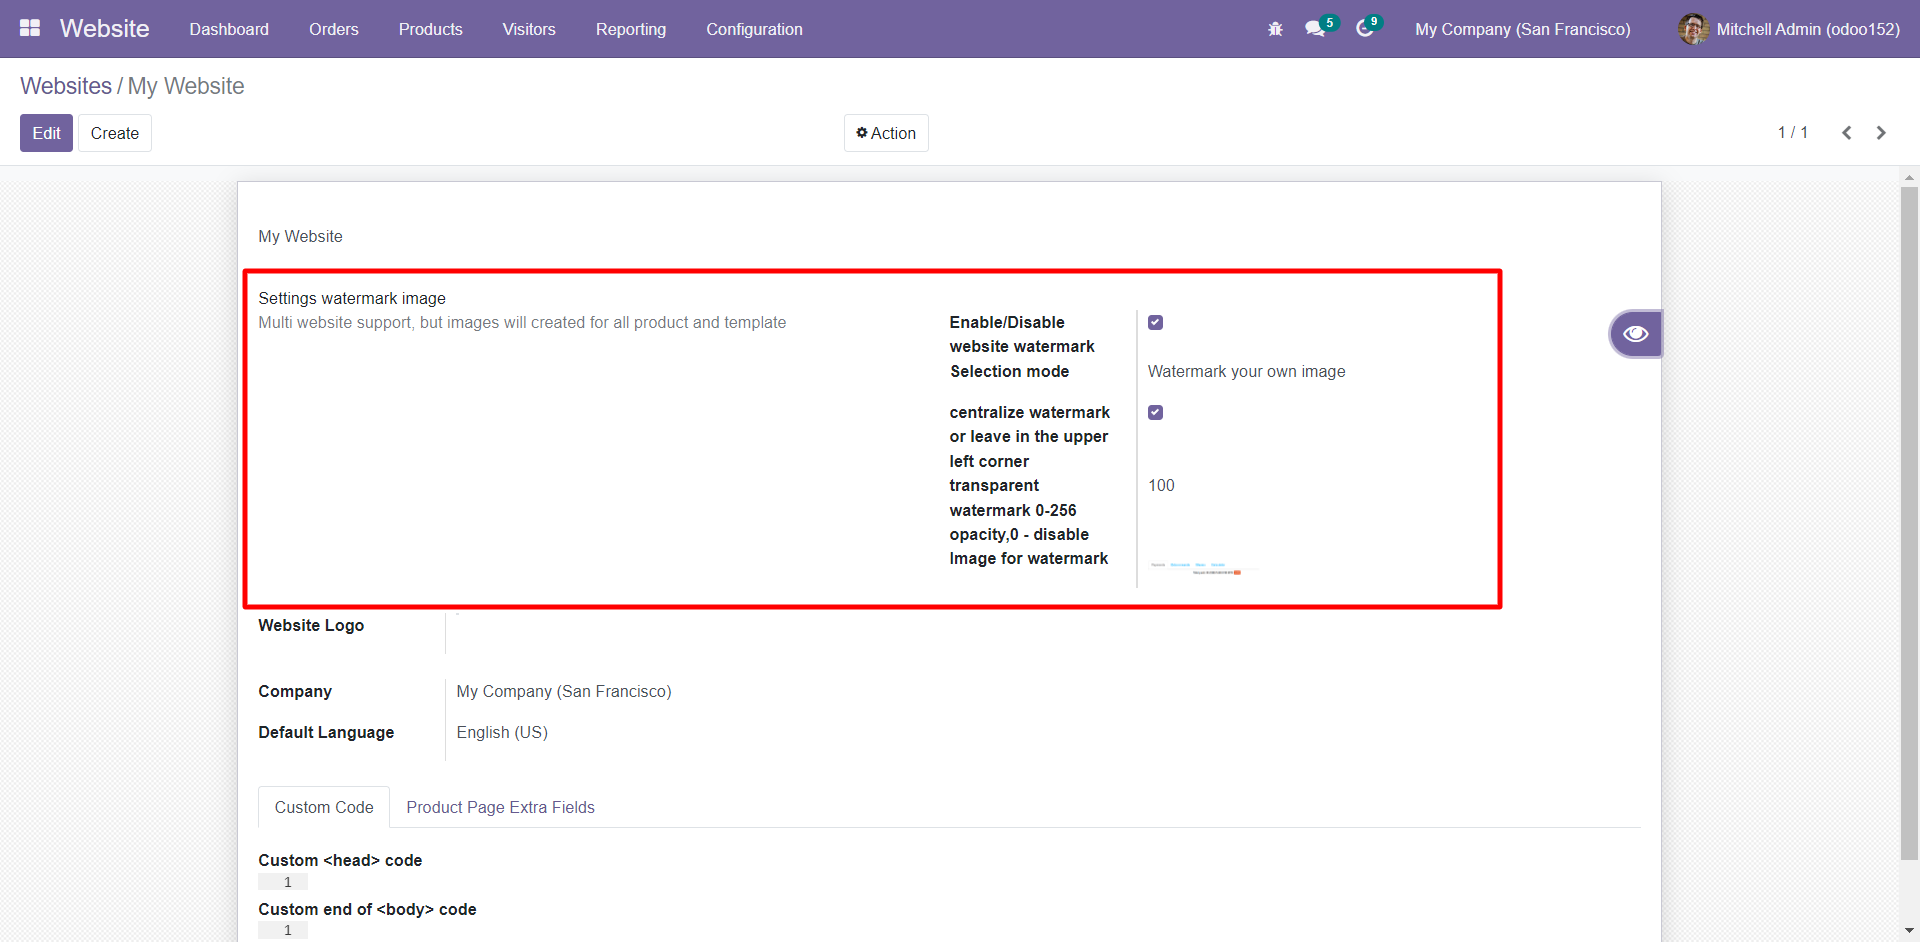 Website Dashboard Orders Products Visitors Reporting Configuration 5 9 My Company (San Francisco) Mitchell Admin (odoo152)
Websites / My Website
Edit Create Action 1 / 1
My Website
Settings watermark image
Multi website support, but images will created for all product and template
Enable/Disable
website watermark
Selection mode Watermark your own image
centralize watermark
or leave in the upper
left corner
transparent 100
watermark 0-256
opacity,0 - disable
Image for watermark
Website Logo
Company My Company (San Francisco)
Default Language English (US)
Custom Code Product Page Extra Fields
Custom <head> code
1
Custom end of <body> code
1